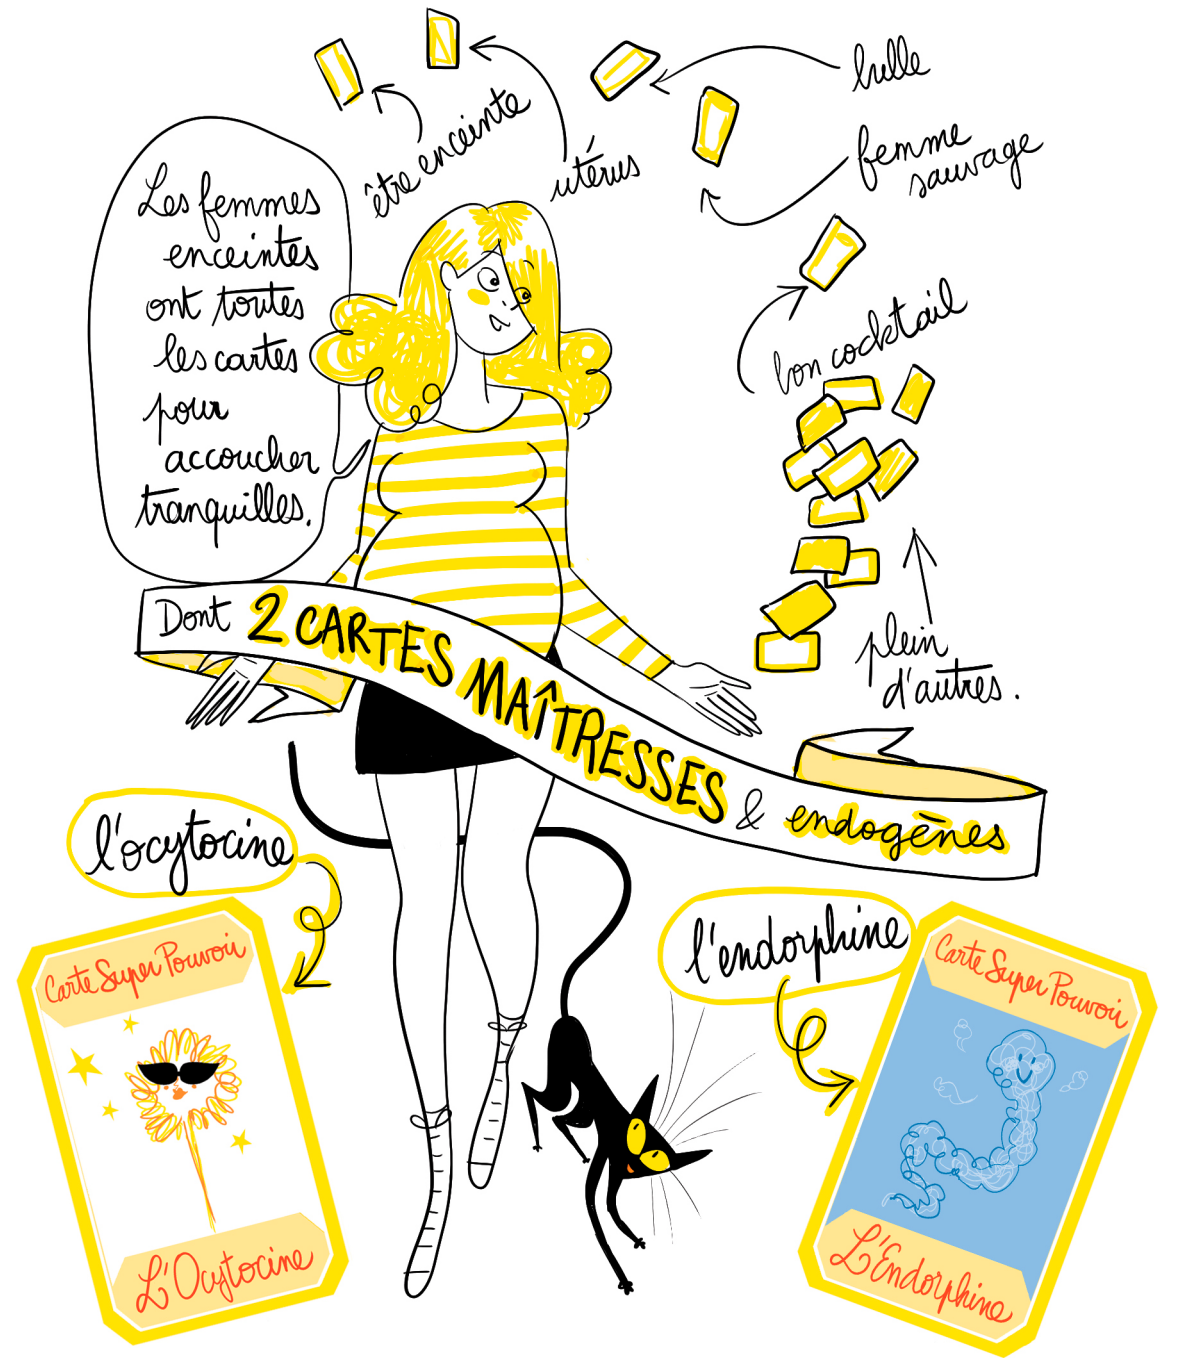 bulle
être enceinte
utérus
femme
sauvage
Les femmes
enceintes
ont toutes
les cartes
pour
accoucher
tranquilles.
bon cocktail
plein
d'autres.
Dont 2 CARTES MAÎTRESSES & endogēnes
l'ocytocine
l'endorphine
Carte Super Pouvoir
L'Ocytocine
Carte Super Pouvoir
L'Endorphine